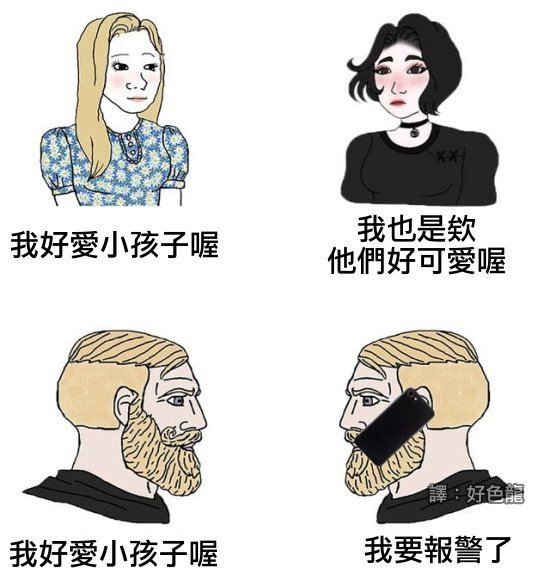 我好愛小孩子喔
我也是欸
他們好可愛喔
譯：好色龍
我好愛小孩子喔
我要報警了